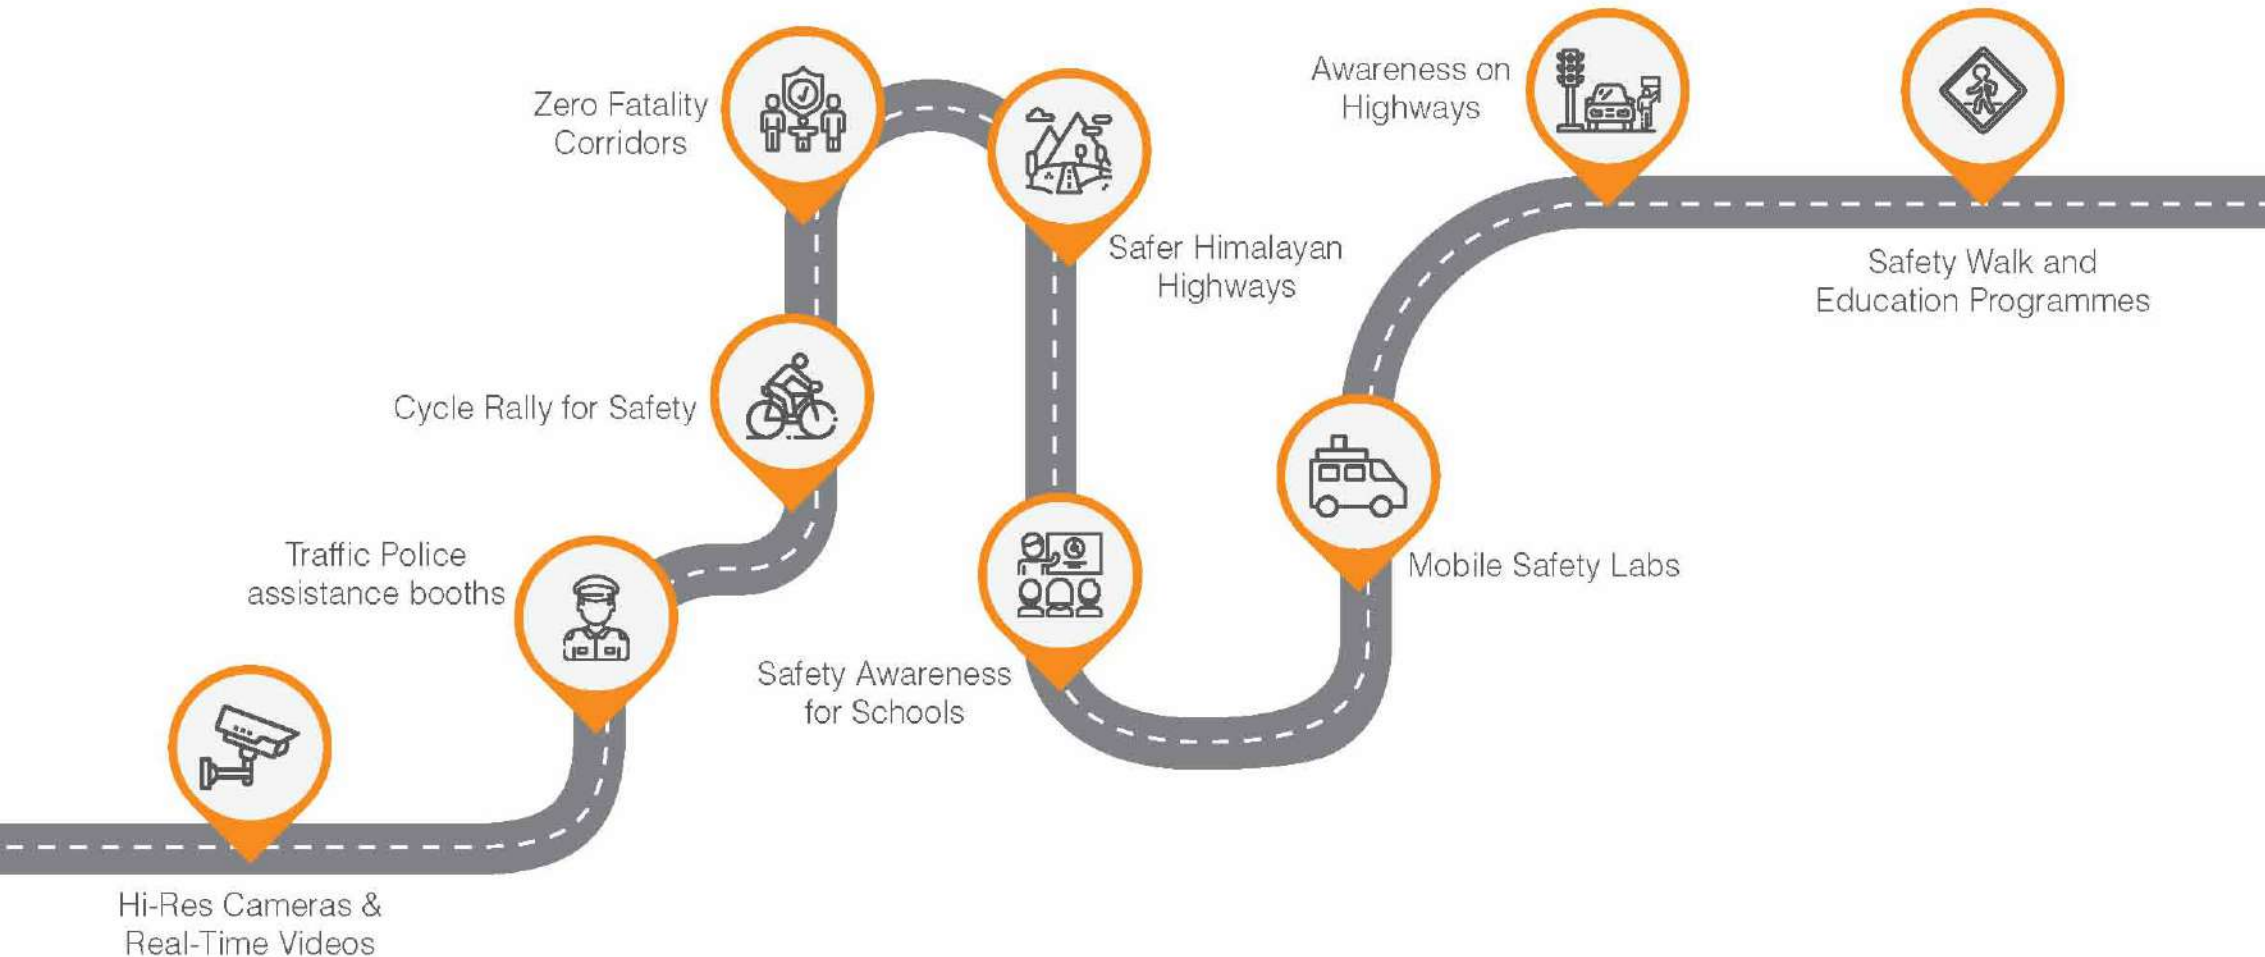 Hi-Res Cameras &
Real-Time Videos
Traffic Police
assistance booths
Cycle Rally for Safety
Zero Fatality
Corridors
Safer Himalayan
Highways
Safety Awareness
for Schools
Mobile Safety Labs
Awareness on
Highways
Safety Walk and
Education Programmes